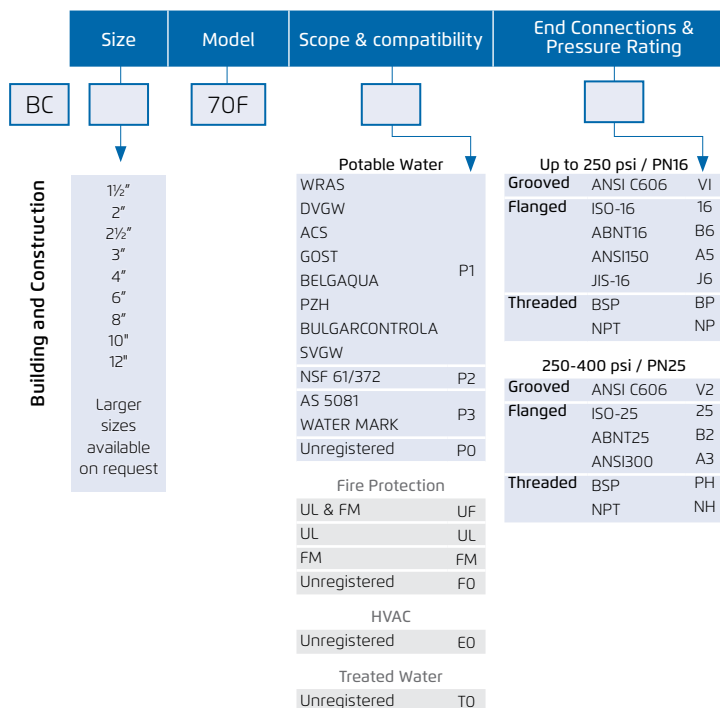 Size
Model
Scope & compatibility
End Connections &
Pressure Rating
BC
70F
Building and Construction
1½"
2"
2½"
3"
4"
6"
8"
10"
12"
Larger
sizes
available
on request
Potable Water
WRAS
DVGW
ACS
GOST
BELGAQUA
PZH
BULGARCONTROLA
SVGW
P1
NSF 61/372 P2
AS 5081
WATER MARK
P3
Unregistered P0
Fire Protection
UL & FM UF
UL UL
FM FM
Unregistered F0
HVAC
Unregistered E0
Treated Water
Unregistered T0
Up to 250 psi / PN16
Grooved ANSI C606 VI
Flanged ISO-16 16
ABNT16 B6
ANSI150 A5
JIS-16 J6
Threaded BSP BP
NPT NP
250-400 psi / PN25
Grooved ANSI C606 V2
Flanged ISO-25 25
ABNT25 B2
ANSI300 A3
Threaded BSP PH
NPT NH